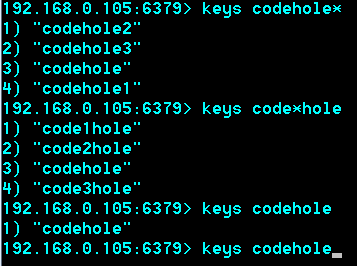 192.168.0.105:6379> keys codehole*
1) "codehole2"
2) "codehole3"
3) "codehole"
4) "codehole1"
192.168.0.105:6379> keys code*hole
1) "code1hole"
2) "code2hole"
3) "codehole"
4) "code3hole"
192.168.0.105:6379> keys codehole
1) "codehole"
192.168.0.105:6379> keys codehole